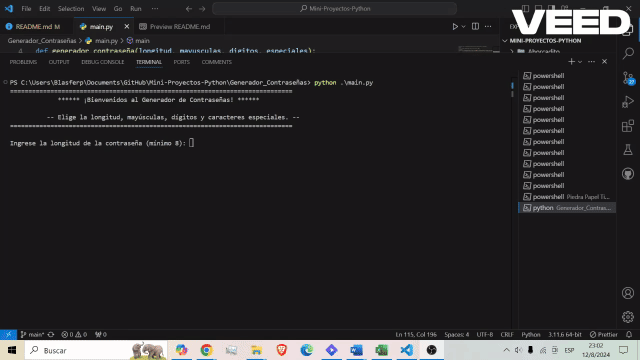 File Edit Selection View Go Run ... Mini-Proyectos-Python
VEED
README.md M main.py Preview README.md
Generador_Contraseñas > main.py > main
4 def generador_contraseña(longitud, mayusculas, digitos, especiales):
MINI-PROYECTOS-PYTHON
Ahorcadito
PROBLEMS OUTPUT DEBUG CONSOLE TERMINAL PORTS COMMENTS
PS C:\Users\Blasferp\Documents\GitHub\Mini-Proyectos-Python\Generador_Contraseñas> python .\main.py
=====================================================
****** ¡Bienvenidos al Generador de Contraseñas! ******
-- Elige la longitud, mayúsculas, dígitos y caracteres especiales. --
=====================================================
Ingrese la longitud de la contraseña (mínimo 8):
powershell
powershell
powershell
powershell
powershell
powershell
powershell
powershell
powershell
powershell
powershell
powershell Piedra Papel Ti...
python Generador_Contras...
main* 0 0 0 Ln 115, Col 196 Spaces: 4 UTF-8 CRLF Python 3.11.6 64-bit Prettier
Buscar
ESP
23:02
12/8/2024